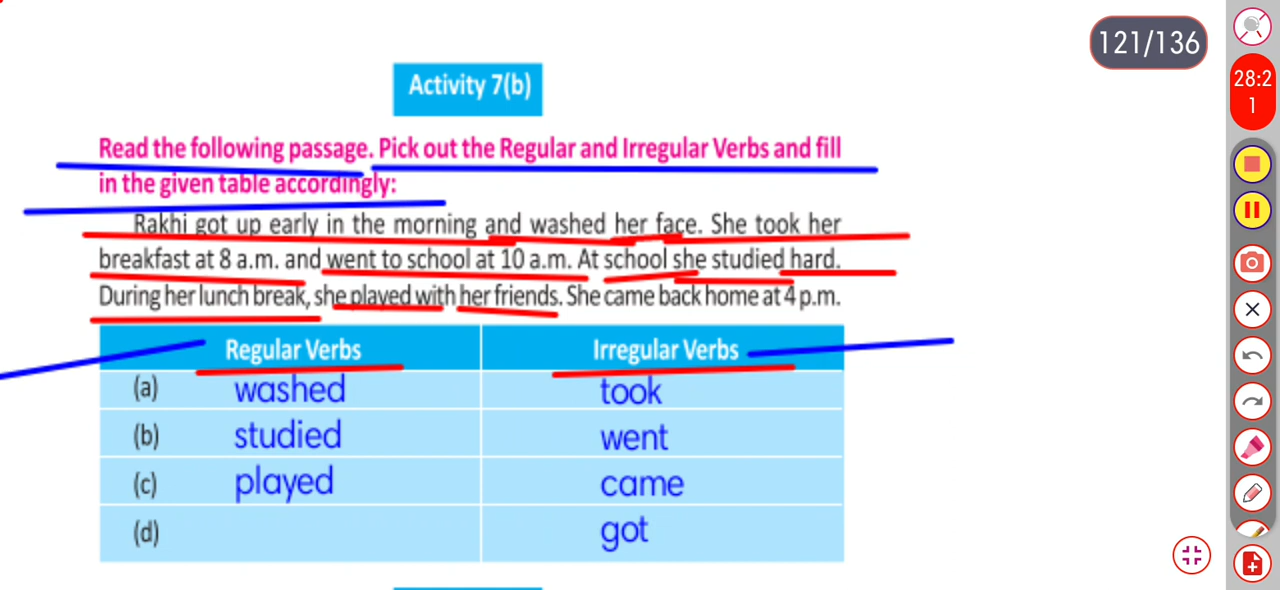 121/136
28:2
1
Activity 7(b)
Read the following passage. Pick out the Regular and Irregular Verbs and fill
in the given table accordingly:
Rakhi got up early in the morning and washed her face. She took her
breakfast at 8 a.m. and went to school at 10 a.m. At school she studied hard.
During her lunch break, she played with her friends. She came back home at 4 p.m.
Regular Verbs Irregular Verbs
(a) washed took
(b) studied went
(c) played came
(d) got